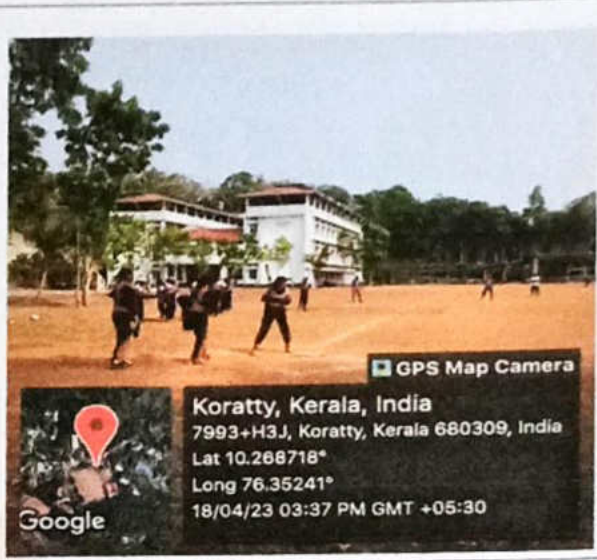 GPS Map Camera
Koratty, Kerala, India
7993+H3J, Koratty, Kerala 680309, India
Lat 10.268718°
Long 76.35241°
18/04/23 03:37 PM GMT +05:30
Google